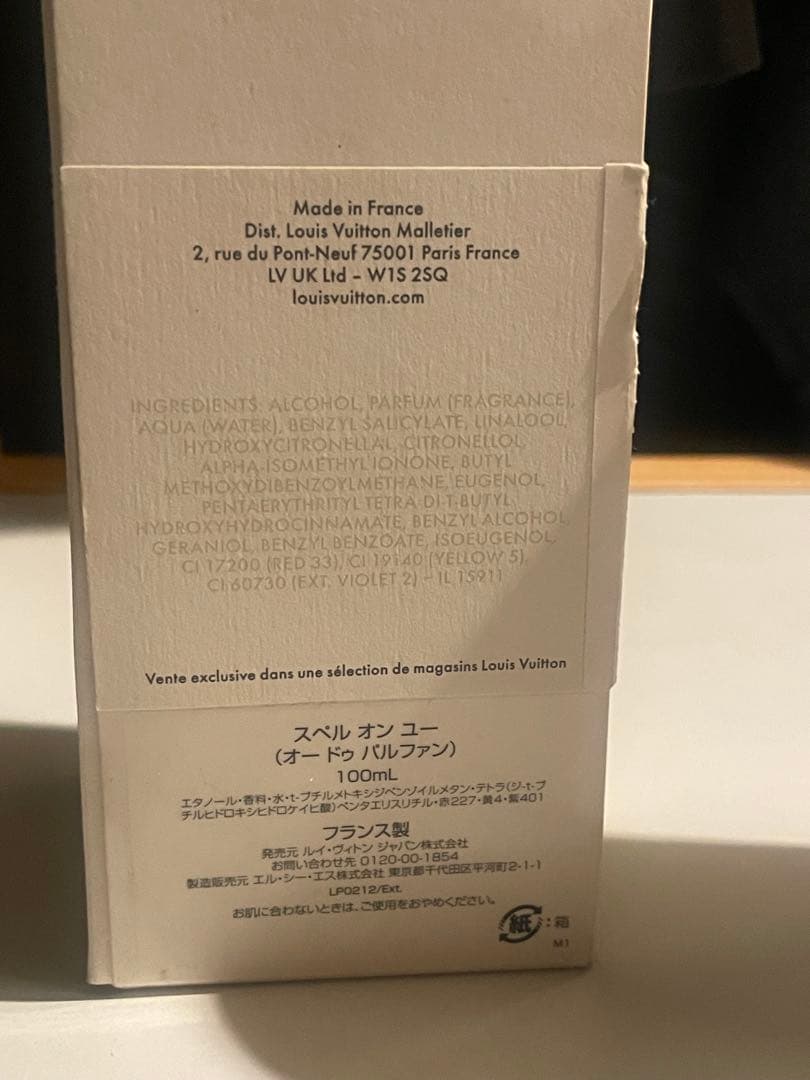 Made in France
Dist. Louis Vuitton Malletier
2, rue du Pont-Neuf 75001 Paris France
LV UK Ltd – W1S 2SQ
louisvuitton.com
INGREDIENTS: ALCOHOL, PARFUM (FRAGRANCE),
AQUA (WATER), BENZYL SALICYLATE, LINALOOL,
HYDROXYCITRONELLAL, CITRONELLOL,
ALPHA-ISOMETHYL IONONE, BUTYL
METHOXYDIBENZOYLMETHANE, EUGENOL,
PENTAERYTHRITYL TETRA DI-T-BUTYL
HYDROXYHYDROCINNAMATE, BENZYL ALCOHOL,
GERANIOL, BENZYL BENZOATE, ISOEUGENOL,
CI 17200 (RED 33), CI 19140 (YELLOW 5),
CI 60730 (EXT. VIOLET 2) – IL 15911
Vente exclusive dans une sélection de magasins Louis Vuitton
スペル オン ユー
(オー ドゥ パルファン)
100mL
エタノール・香料・水・t-ブチルメトキシジベンゾイルメタン・テトラ(ジ-t-ブ
チルヒドロキシヒドロケイヒ酸)ペンタエリスリチル・赤227・黄4・紫401
フランス製
発売元 ルイ・ヴィトン ジャパン株式会社
お問い合わせ先 0120-00-1854
製造販売元 エル・シー・エス株式会社 東京都千代田区平河町2-1-1
LP0212/Ext.
お肌に合わないときは、ご使用をおやめください。
紙:箱
M1